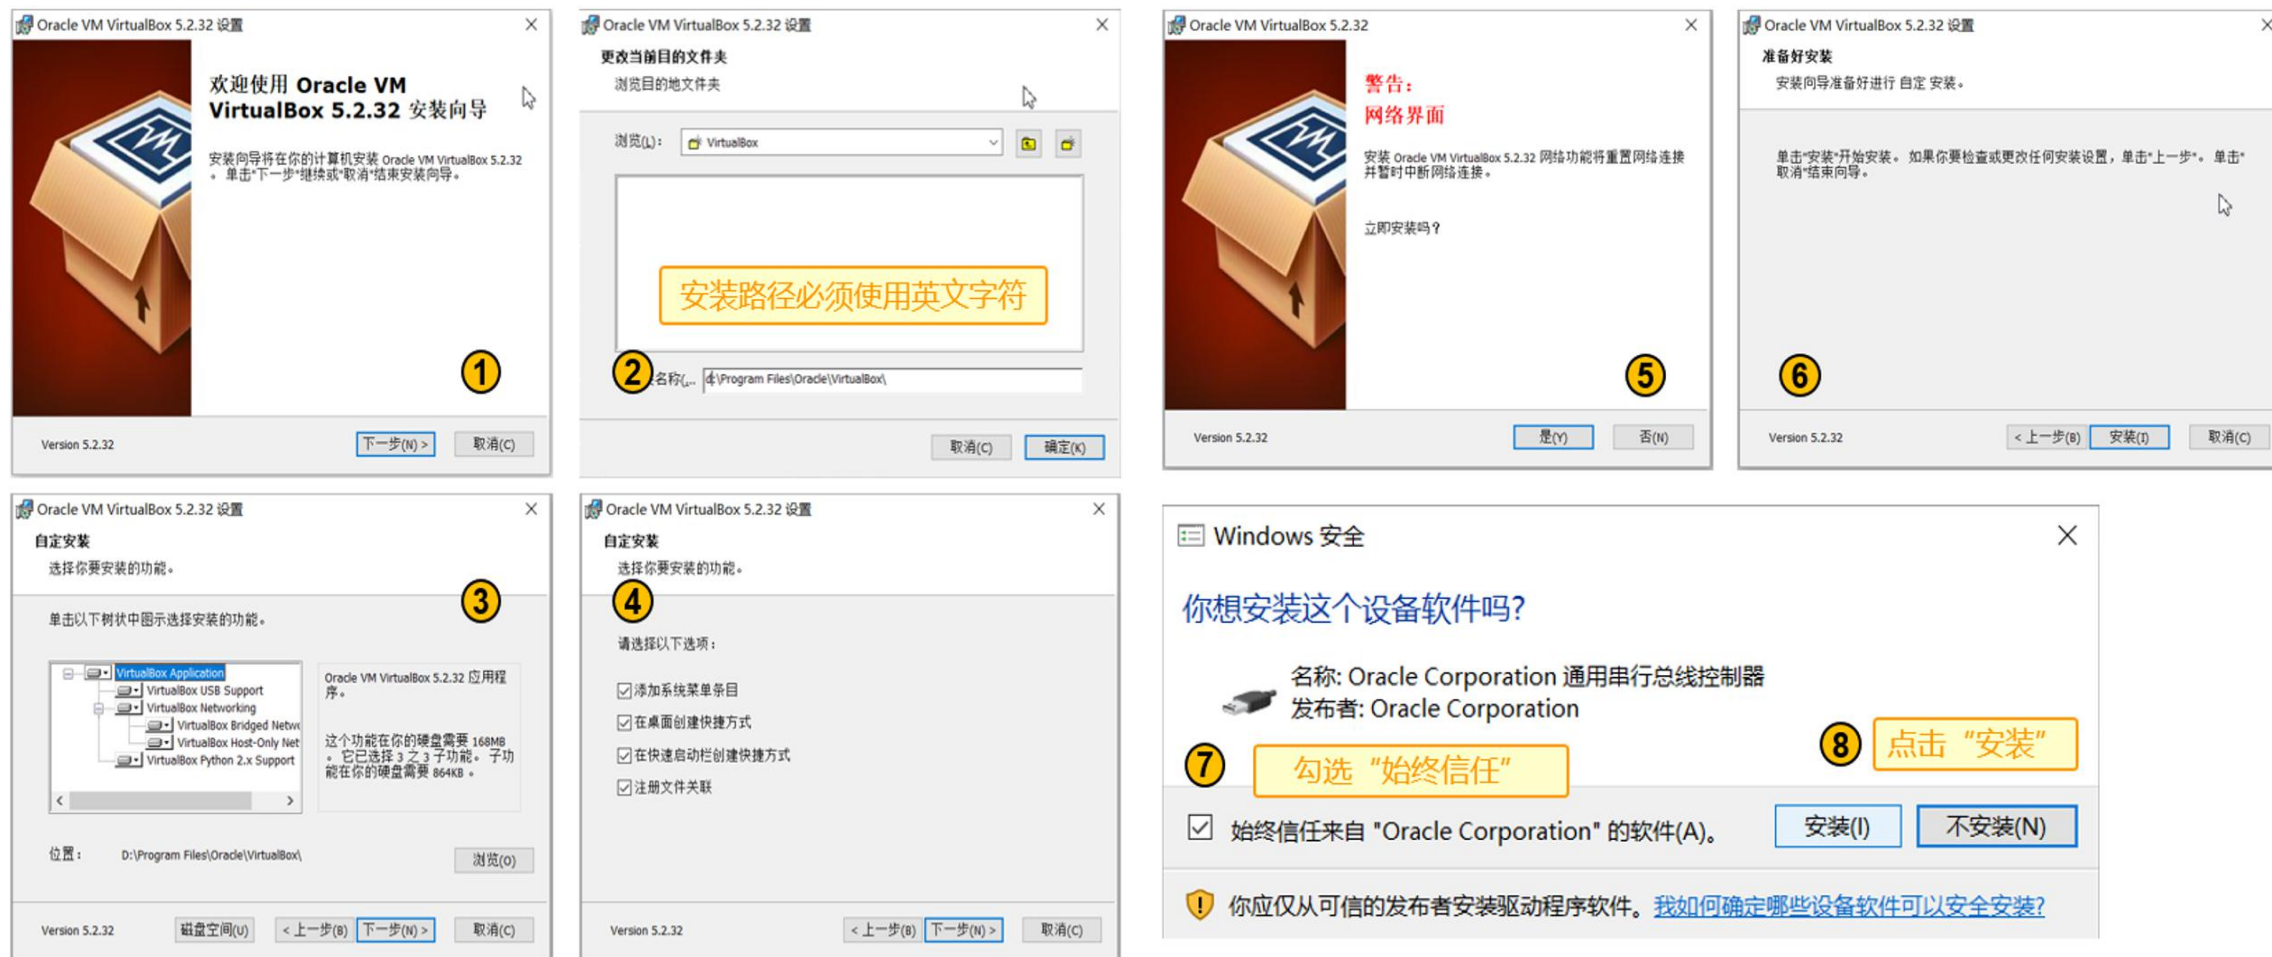 Oracle VM VirtualBox 5.2.32 设置
欢迎使用 Oracle VM
VirtualBox 5.2.32 安装向导
安装向导将在你的计算机安装 Oracle VM VirtualBox 5.2.32
。 单击"下一步"继续或"取消"结束安装向导。
1
Version 5.2.32
下一步(N) >
取消(C)
Oracle VM VirtualBox 5.2.32 设置
更改当前目的文件夹
浏览目的地文件夹
浏览(L):
VirtualBox
安装路径必须使用英文字符
2
名称(...
d:\Program Files\Oracle\VirtualBox\
取消(C)
确定(K)
Oracle VM VirtualBox 5.2.32 设置
自定安装
选择你要安装的功能。
3
单击以下树状中图示选择安装的功能。
VirtualBox Application
VirtualBox USB Support
VirtualBox Networking
VirtualBox Bridged Netwo
VirtualBox Host-Only Net
VirtualBox Python 2.x Support
Oracle VM VirtualBox 5.2.32 应用程
序。
这个功能在你的硬盘需要 168MB
。 它已选择 3 之 3 子功能。 子功
能在你的硬盘需要 864KB 。
位置:
D:\Program Files\Oracle\VirtualBox\
浏览(O)
Version 5.2.32
磁盘空间(U)
< 上一步(B)
下一步(N) >
取消(C)
Oracle VM VirtualBox 5.2.32 设置
自定安装
选择你要安装的功能。
4
请选择以下选项:
添加系统菜单条目
在桌面创建快捷方式
在快速启动栏创建快捷方式
注册文件关联
Version 5.2.32
< 上一步(B)
下一步(N) >
取消(C)
Oracle VM VirtualBox 5.2.32
警告:
网络界面
安装 Oracle VM VirtualBox 5.2.32 网络功能将重置网络连接
并暂时中断网络连接。
立即安装吗?
5
Version 5.2.32
是(Y)
否(N)
Oracle VM VirtualBox 5.2.32 设置
准备好安装
安装向导准备好进行 自定 安装。
单击"安装"开始安装。 如果你要检查或更改任何安装设置, 单击"上一步"。 单击"
取消"结束向导。
6
Version 5.2.32
< 上一步(B)
安装(I)
取消(C)
Windows 安全
你想安装这个设备软件吗?
名称: Oracle Corporation 通用串行总线控制器
发布者: Oracle Corporation
7
勾选“始终信任”
8
点击“安装”
始终信任来自 "Oracle Corporation" 的软件(A)。
安装(I)
不安装(N)
你应仅从可信的发布者安装驱动程序软件。我如何确定哪些设备软件可以安全安装?